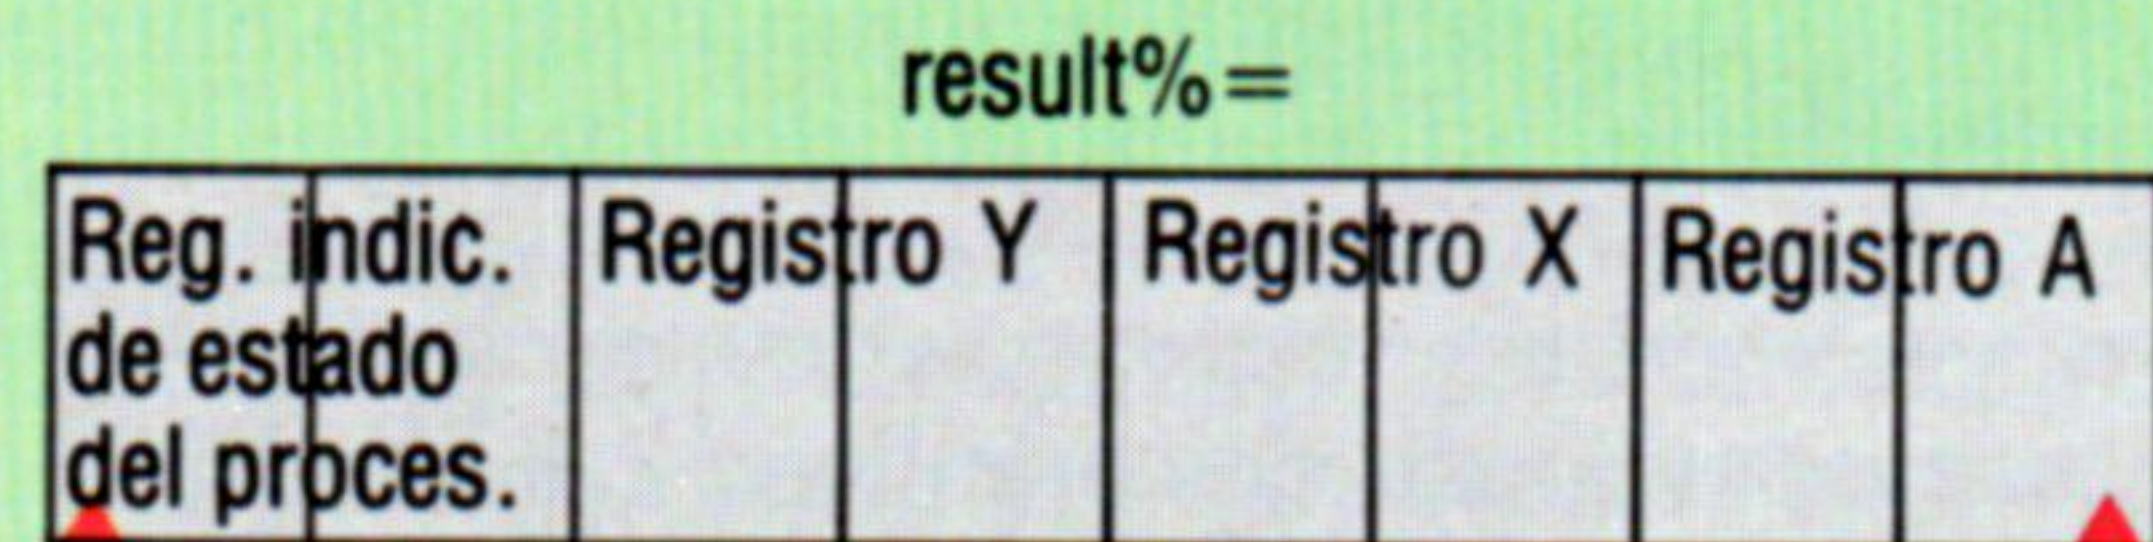 result%=
Reg. indic.
de estado
del proces.
Registro Y
Registro X
Registro A